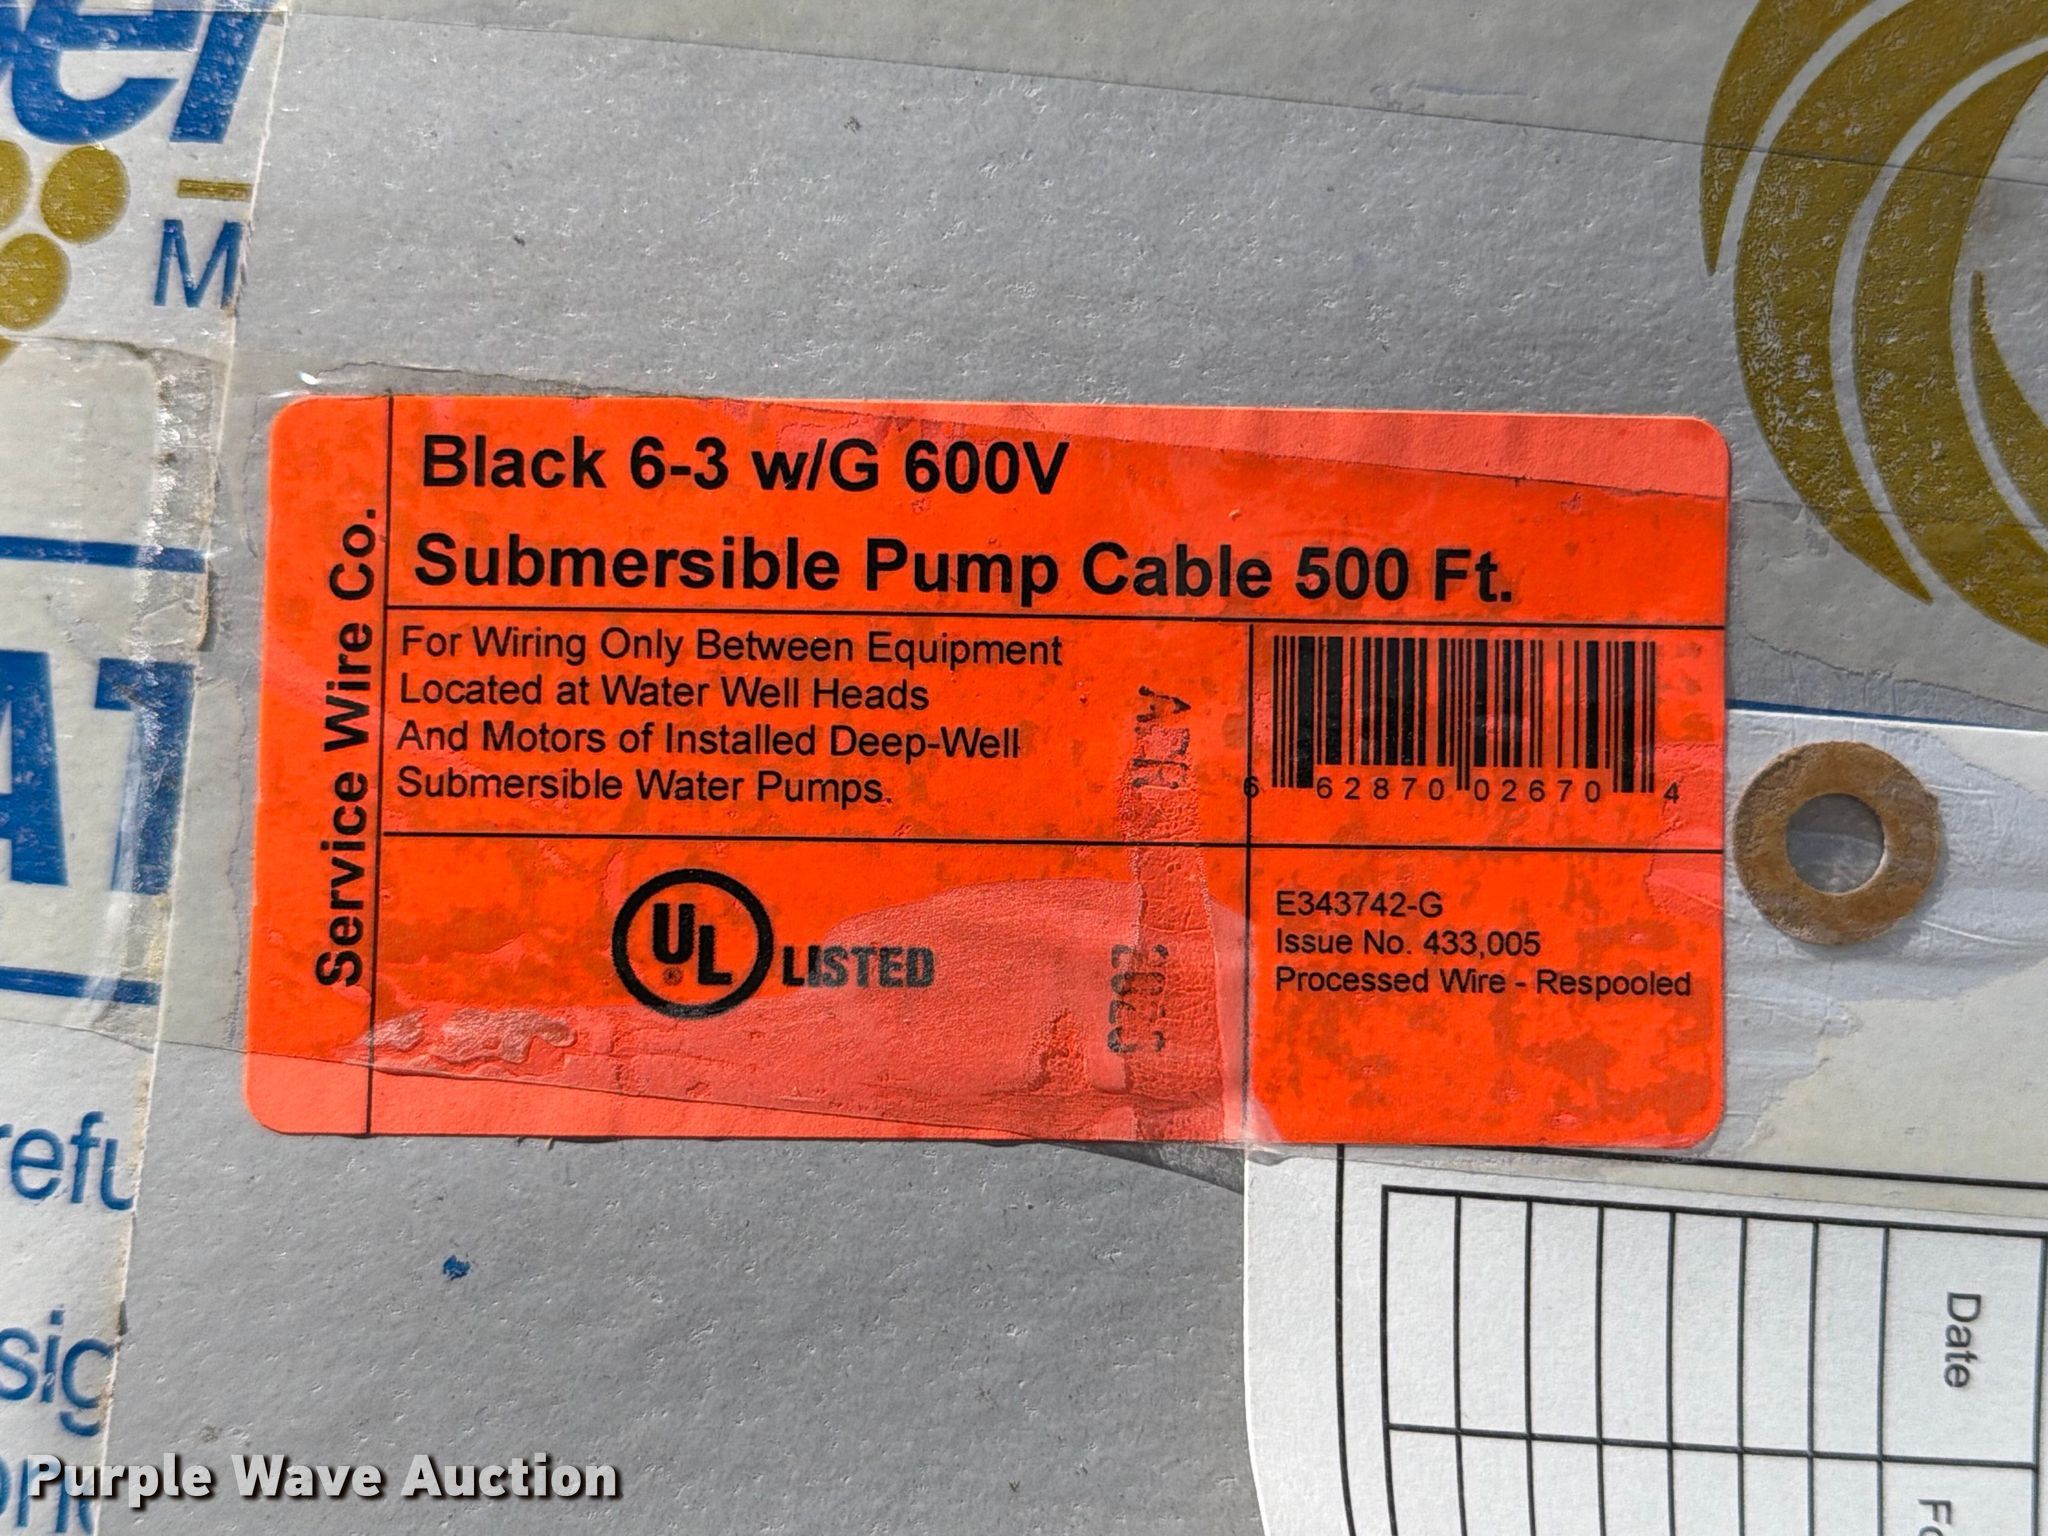 M
Service Wire Co.
Black 6-3 w/G 600V
Submersible Pump Cable 500 Ft.
For Wiring Only Between Equipment
Located at Water Well Heads
And Motors of Installed Deep-Well
Submersible Water Pumps.
6 62870 02670 4
UL® LISTED
2023
E343742-G
Issue No. 433,005
Processed Wire - Respooled
Date
Purple Wave Auction